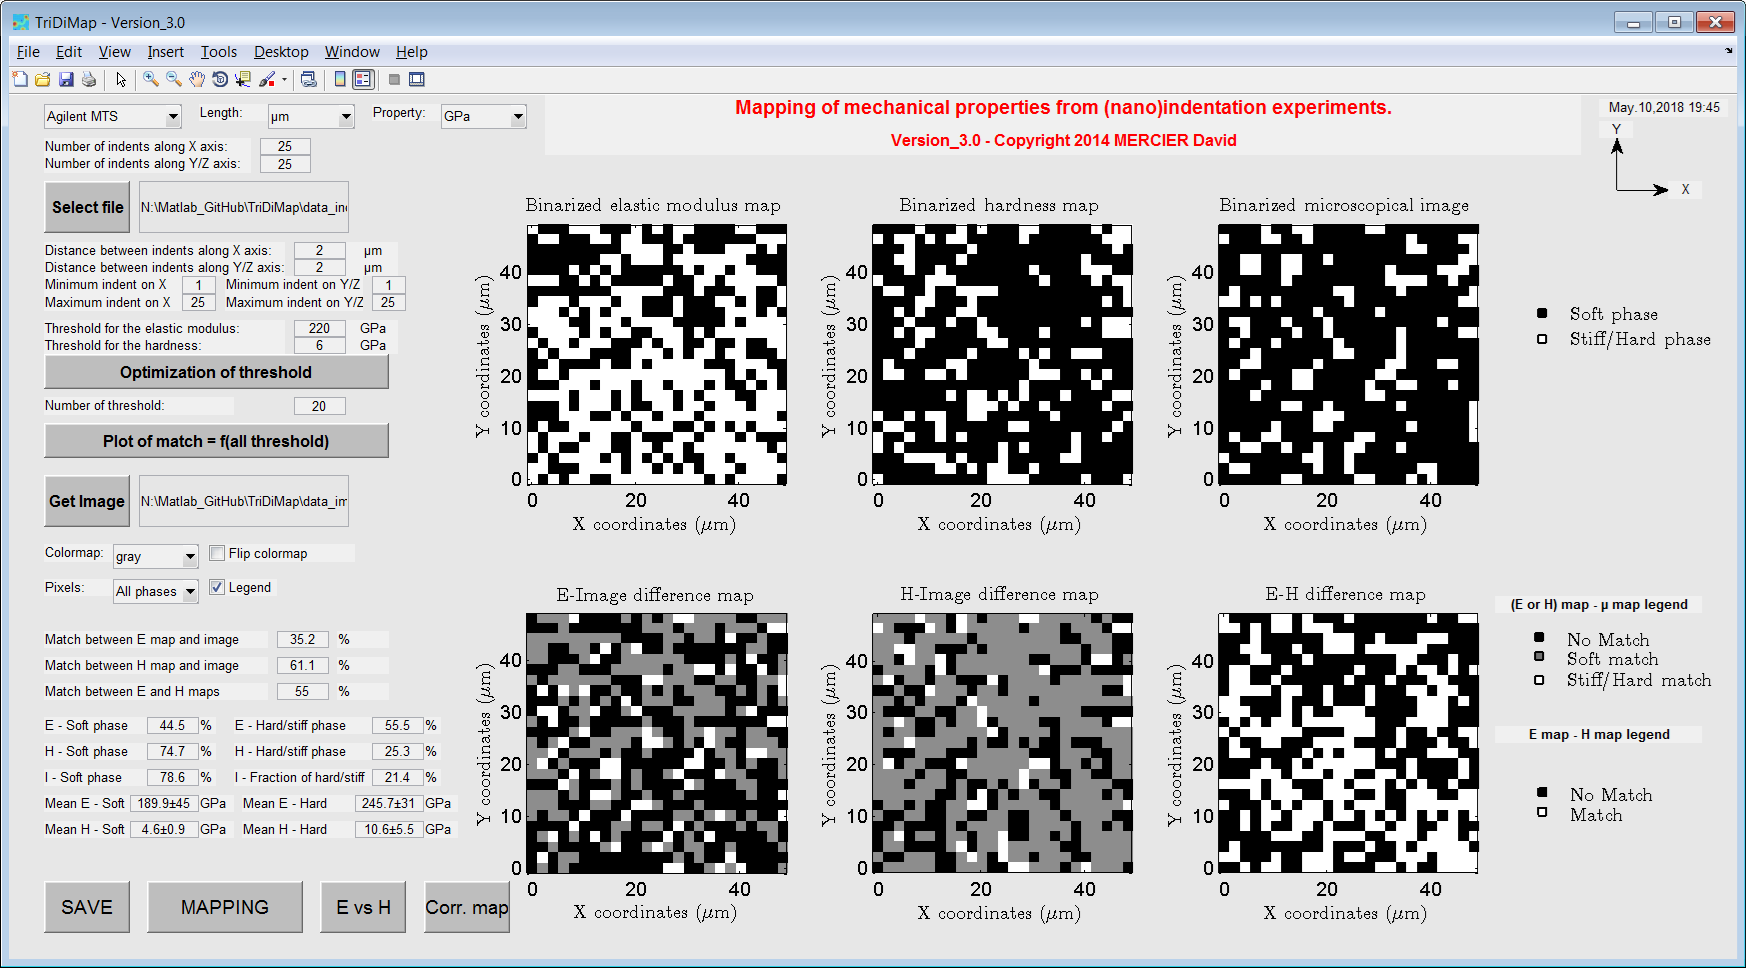 TriDiMap - Version_3.0
File Edit View Insert Tools Desktop Window Help
Agilent MTS Length: µm Property: GPa
Number of indents along X axis: 25
Number of indents along Y/Z axis: 25
Select file N:\Matlab_GitHub\TriDiMap\data_in
Distance between indents along X axis: 2 µm
Distance between indents along Y/Z axis: 2 µm
Minimum indent on X 1 Minimum indent on Y/Z 1
Maximum indent on X 25 Maximum indent on Y/Z 25
Threshold for the elastic modulus: 220 GPa
Threshold for the hardness: 6 GPa
Optimization of threshold
Number of threshold: 20
Plot of match = f(all threshold)
Get Image N:\Matlab_GitHub\TriDiMap\data_im
Colormap: gray Flip colormap
Pixels: All phases Legend
Match between E map and image 35.2 %
Match between H map and image 61.1 %
Match between E and H maps 55 %
E - Soft phase 44.5 % E - Hard/stiff phase 55.5 %
H - Soft phase 74.7 % H - Hard/stiff phase 25.3 %
I - Soft phase 78.6 % I - Fraction of hard/stiff 21.4 %
Mean E - Soft 189.9±45 GPa Mean E - Hard 245.7±31 GPa
Mean H - Soft 4.6±0.9 GPa Mean H - Hard 10.6±5.5 GPa
SAVE MAPPING E vs H Corr. map
Mapping of mechanical properties from (nano)indentation experiments.
Version_3.0 - Copyright 2014 MERCIER David
May.10,2018 19:45
Y
X
Binarized elastic modulus map
Y coordinates (µm)
40
30
20
10
0
0 20 40
X coordinates (µm)
Binarized hardness map
Y coordinates (µm)
40
30
20
10
0
0 20 40
X coordinates (µm)
Binarized microscopical image
Y coordinates (µm)
40
30
20
10
0
0 20 40
X coordinates (µm)
Soft phase
Stiff/Hard phase
E-Image difference map
Y coordinates (µm)
40
30
20
10
0
0 20 40
X coordinates (µm)
H-Image difference map
Y coordinates (µm)
40
30
20
10
0
0 20 40
X coordinates (µm)
E-H difference map
Y coordinates (µm)
40
30
20
10
0
0 20 40
X coordinates (µm)
(E or H) map - µ map legend
No Match
Soft match
Stiff/Hard match
E map - H map legend
No Match
Match